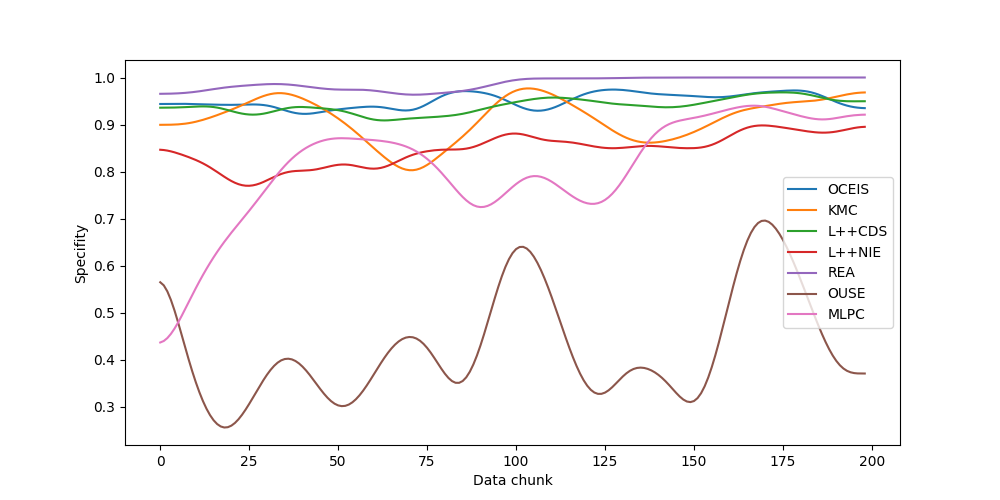 1.0
0.9
0.8
0.7
0.6
0.5
0.4
0.3
Specifity
0
25
50
75
100
125
150
175
200
Data chunk
OCEIS
KMC
L++CDS
L++NIE
REA
OUSE
MLPC